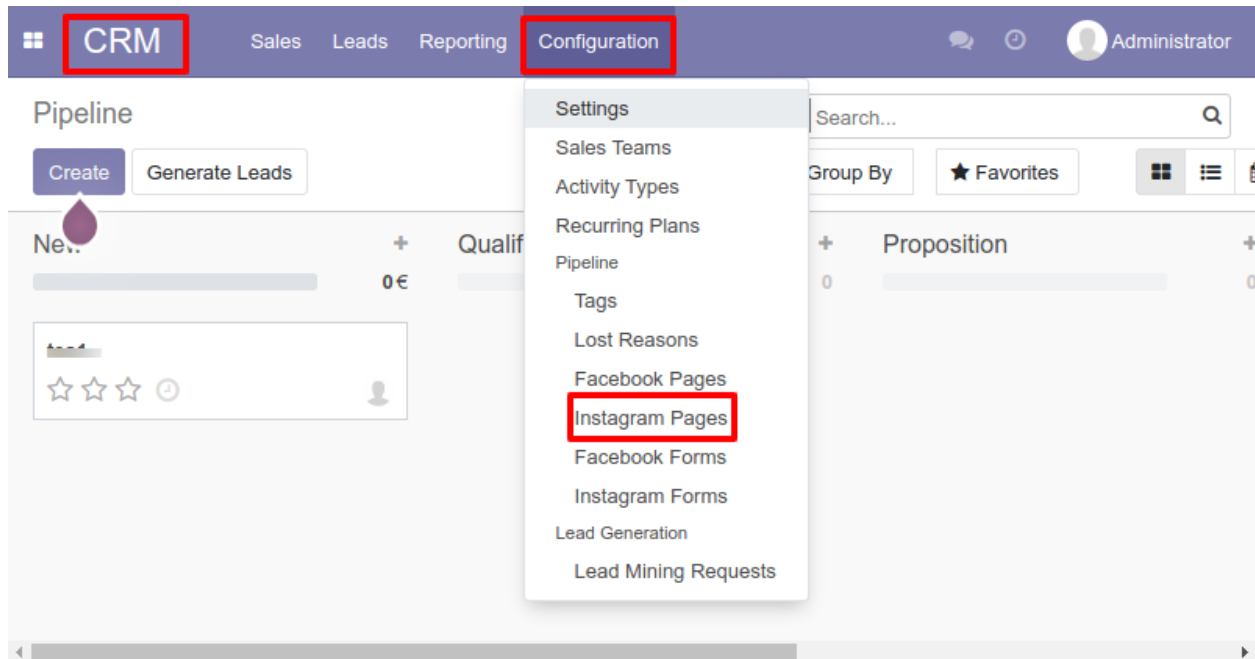 CRM Sales Leads Reporting Configuration Administrator
Pipeline
Search...
Create Generate Leads
Group By Favorites
New
0 €
Qualif
0
Proposition
0
Settings
Sales Teams
Activity Types
Recurring Plans
Pipeline
Tags
Lost Reasons
Facebook Pages
Instagram Pages
Facebook Forms
Instagram Forms
Lead Generation
Lead Mining Requests